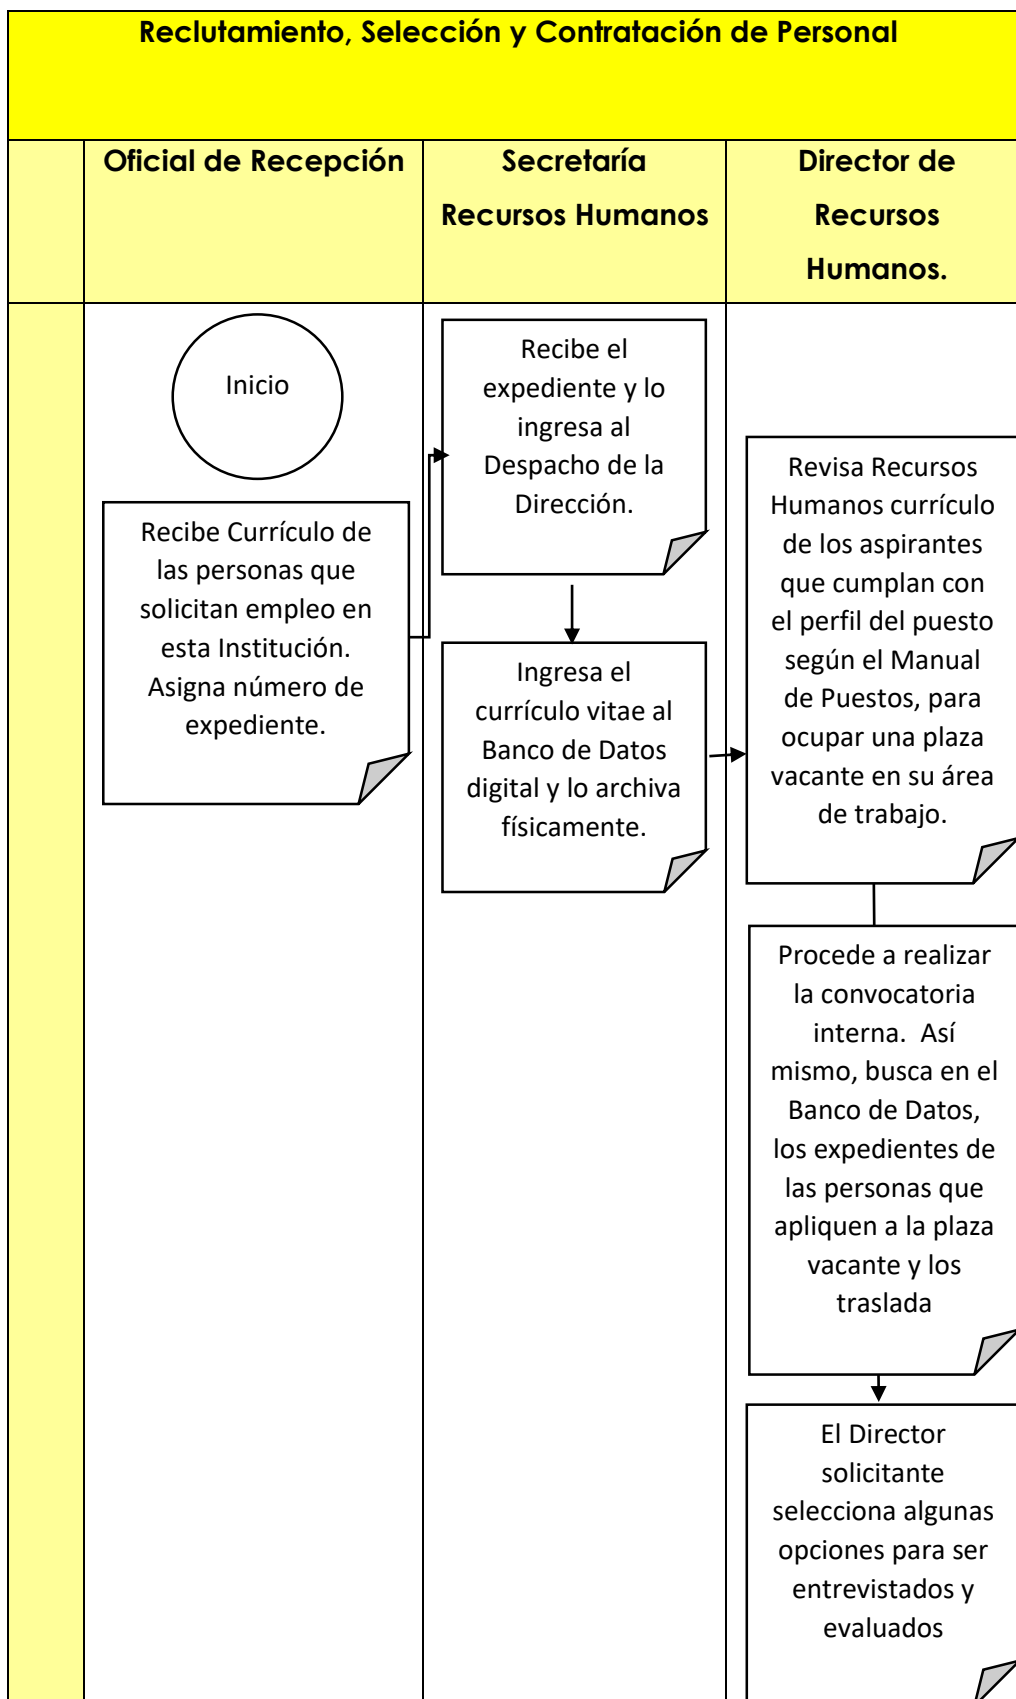 Reclutamiento, Selección y Contratación de Personal
Oficial de Recepción
Secretaría
Recursos Humanos
Director de
Recursos
Humanos.
Inicio
Recibe Currículo de
las personas que
solicitan empleo en
esta Institución.
Asigna número de
expediente.
Recibe el
expediente y lo
ingresa al
Despacho de la
Dirección.
Ingresa el
currículo vitae al
Banco de Datos
digital y lo archiva
físicamente.
Revisa Recursos
Humanos currículo
de los aspirantes
que cumplan con
el perfil del puesto
según el Manual
de Puestos, para
ocupar una plaza
vacante en su área
de trabajo.
Procede a realizar
la convocatoria
interna.  Así
mismo, busca en el
Banco de Datos,
los expedientes de
las personas que
apliquen a la plaza
vacante y los
traslada
El Director
solicitante
selecciona algunas
opciones para ser
entrevistados y
evaluados